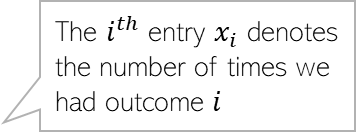 The $i^{th}$ entry $x_i$ denotes
the number of times we
had outcome $i$